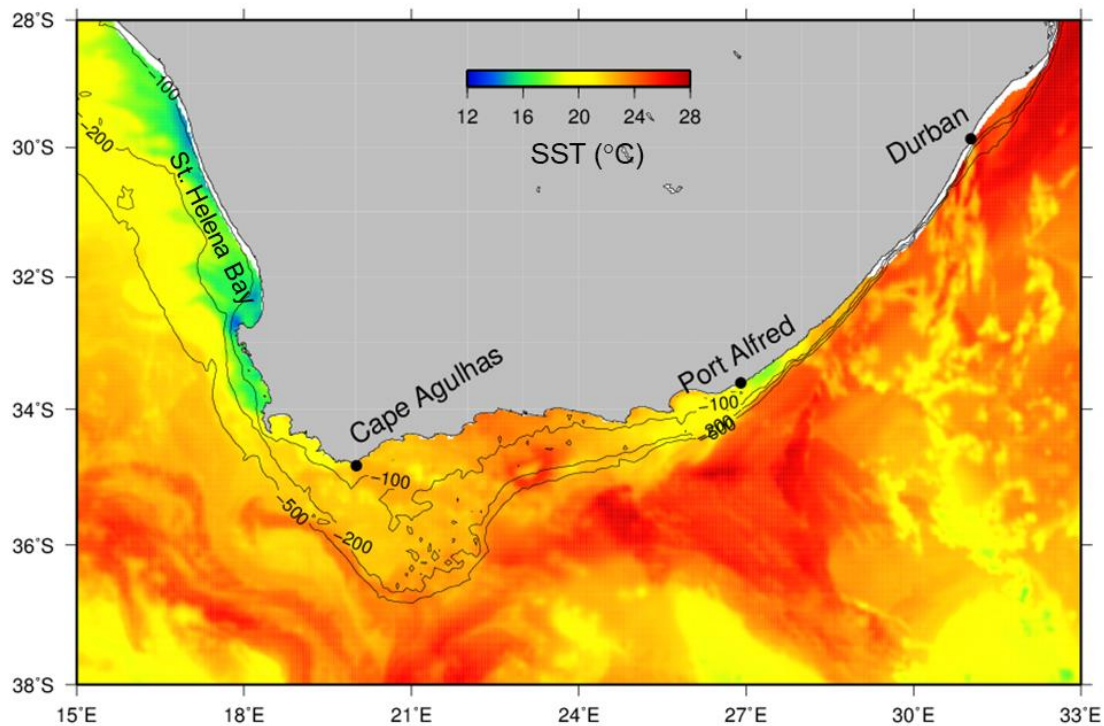 28˚S
30˚S
32˚S
34˚S
36˚S
38˚S
15˚E
18˚E
21˚E
24˚E
27˚E
30˚E
33˚E
12 16 20 24 28
SST (°C)
Durban
St. Helena Bay
Port Alfred
Cape Agulhas
−100
−200
−100
−200
−100
−500
−200